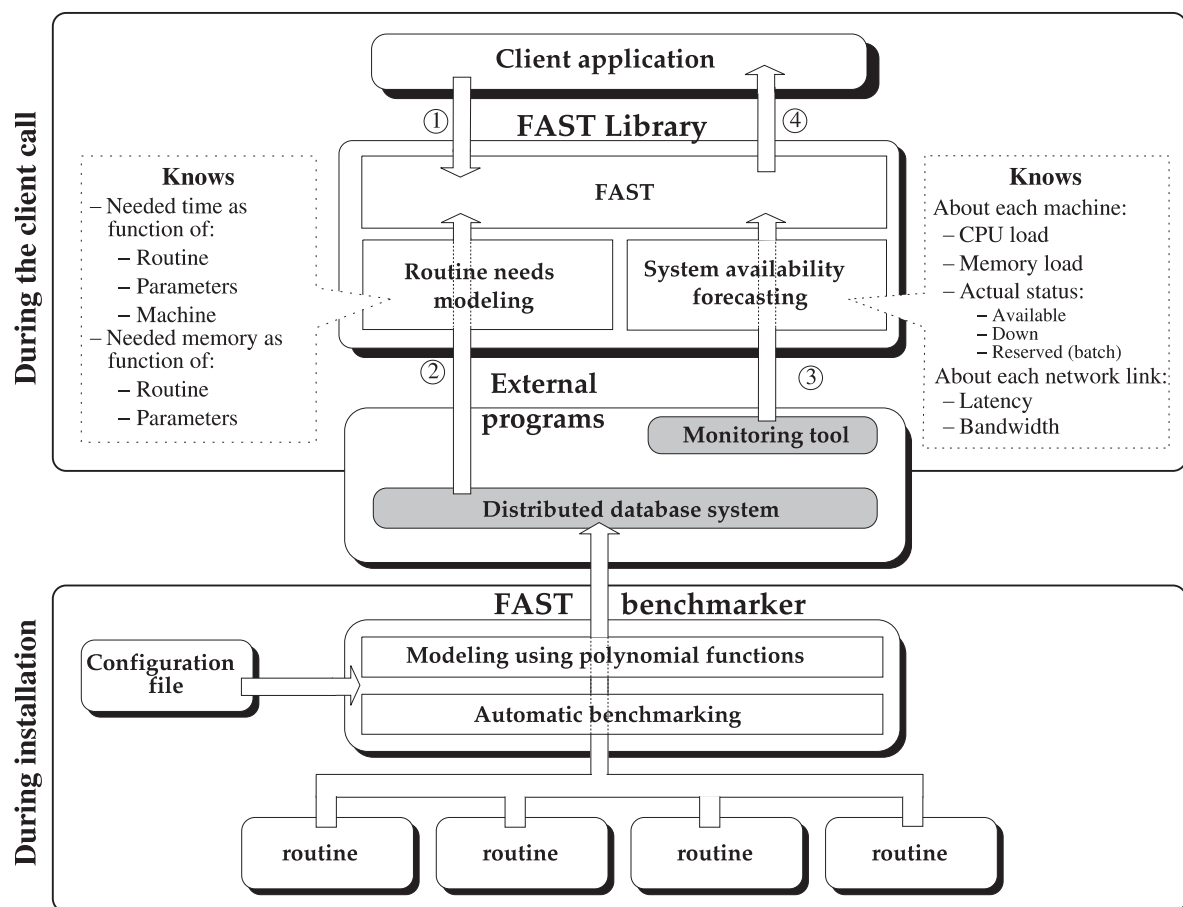 During the client call
Client application
①
④
FAST Library
Knows
– Needed time as
function of:
– Routine
– Parameters
– Machine
– Needed memory as
function of:
– Routine
– Parameters
FAST
Routine needs
modeling
System availability
forecasting
Knows
About each machine:
– CPU load
– Memory load
– Actual status:
– Available
– Down
– Reserved (batch)
About each network link:
– Latency
– Bandwidth
②
③
External
programs
Monitoring tool
Distributed database system
During installation
FAST benchmarker
Configuration
file
Modeling using polynomial functions
Automatic benchmarking
routine
routine
routine
routine